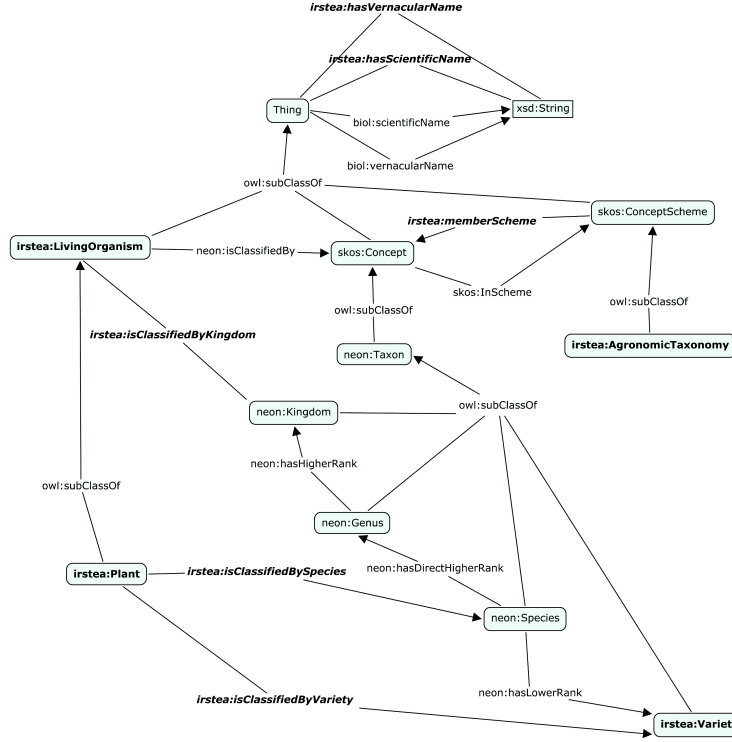 irstea:hasVernacularName
irstea:hasScientificName
Thing
xsd:String
biol:scientificName
biol:vernacularName
owl:subClassOf
skos:ConceptScheme
irstea:memberScheme
irstea:LivingOrganism
neon:isClassifiedBy
skos:Concept
skos:InScheme
owl:subClassOf
owl:subClassOf
irstea:isClassifiedByKingdom
irstea:AgronomicTaxonomy
neon:Taxon
neon:Kingdom
owl:subClassOf
neon:hasHigherRank
owl:subClassOf
neon:Genus
neon:hasDirectHigherRank
irstea:Plant
irstea:isClassifiedBySpecies
neon:Species
neon:hasLowerRank
irstea:isClassifiedByVariety
irstea:Variet